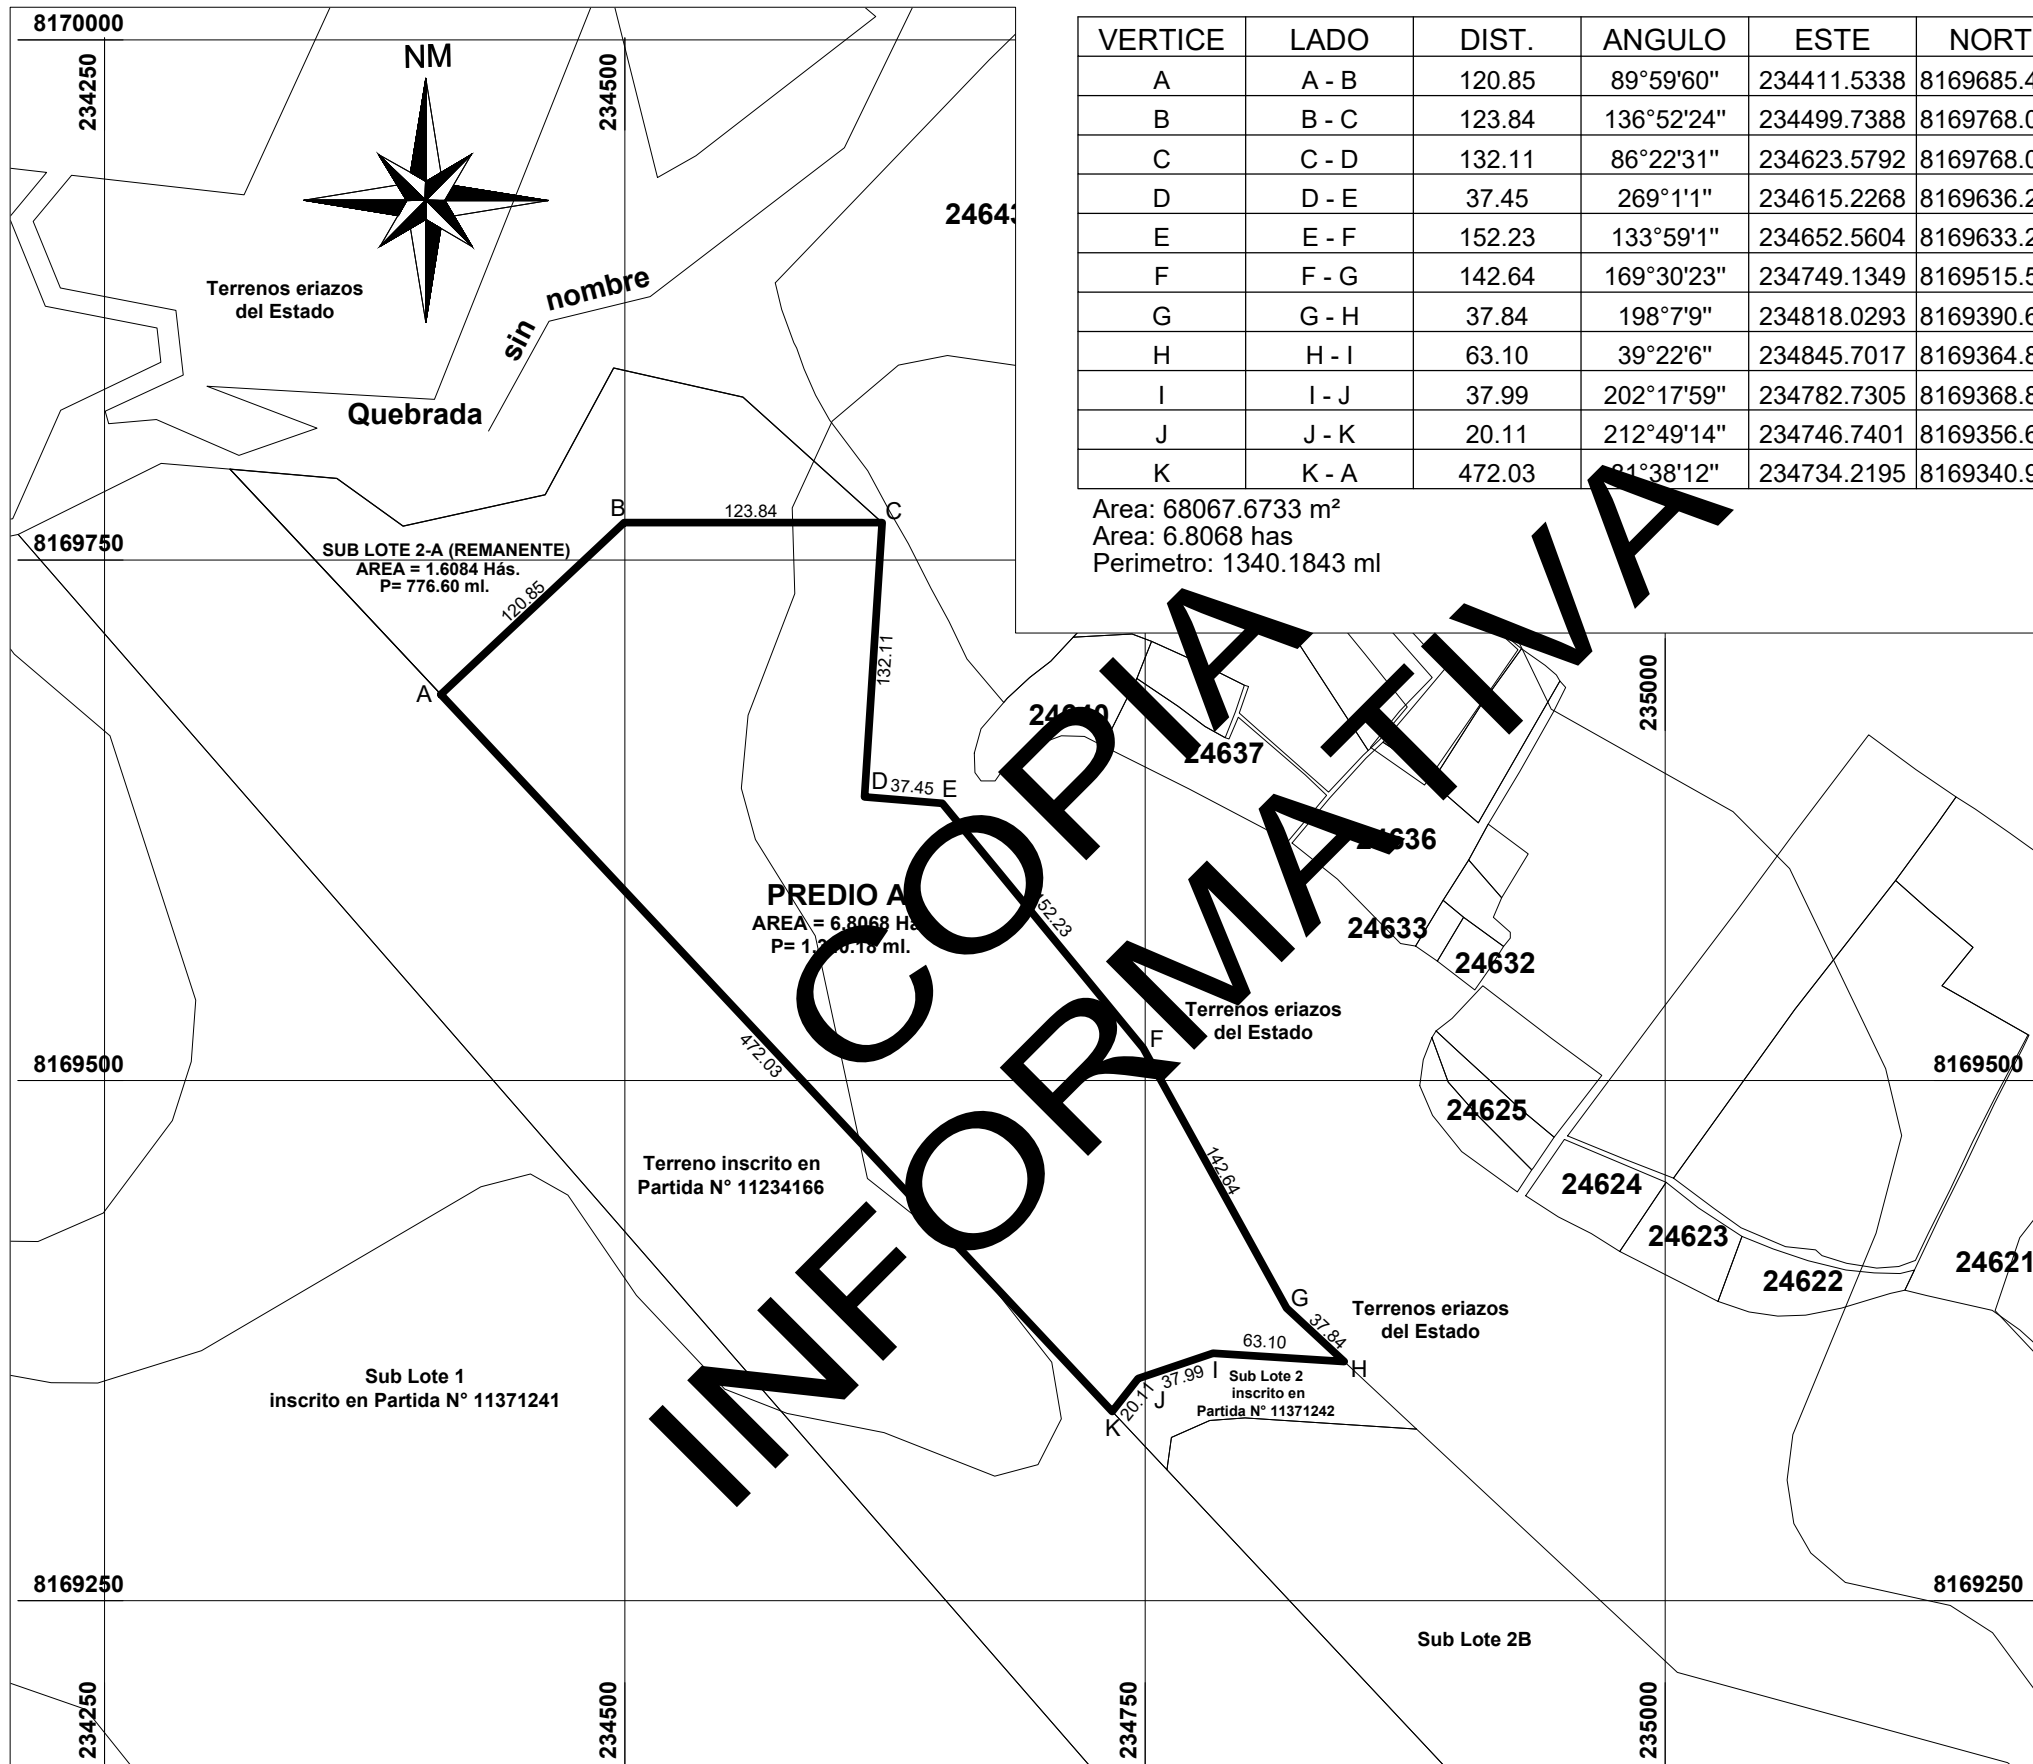 8170000
234250
234500
NM
VERTICE LADO DIST. ANGULO ESTE
A A - B 120.85 89°59'60" 234411.5338
B B - C 123.84 136°52'24" 234499.7388
C C - D 132.11 86°22'31" 234623.5792
D D - E 37.45 269°1'1" 234615.2268
E E - F 152.23 133°59'1" 234652.5604
F F - G 142.64 169°30'23" 234749.1349
G G - H 37.84 198°7'9" 234818.0293
H H - I 63.10 39°22'6" 234845.7017
I I - J 37.99 202°17'59" 234782.7305
J J - K 20.11 212°49'14" 234746.7401
K K - A 472.03 234734.2195
Area: 68067.6733 m²
Area: 6.8068 has
Perimetro: 1340.1843 ml
Terrenos eriazos
del Estado
sin nombre
Quebrada
8169750
SUB LOTE 2-A (REMANENTE)
AREA = 1.6084 Hás.
P= 776.60 ml.
B 123.84 C
120.85
132.11
A
D 37.45 E
24637
235000
PREDIO
AREA = 6.8068
ml.
24633
24632
COPIA
INFORMATIVA
Terrenos eriazos
del Estado
F
472.03
8169500
8169500
24625
142.64
Terreno inscrito en
Partida N° 11234166
24624
24623
24622
24621
G
37.84
H
63.10
I
37.99
J
20.11
K
Terrenos eriazos
del Estado
Sub Lote 2
inscrito en
Partida N° 11371242
Sub Lote 1
inscrito en Partida N° 11371241
8169250
8169250
Sub Lote 2B
234250
234500
234750
235000